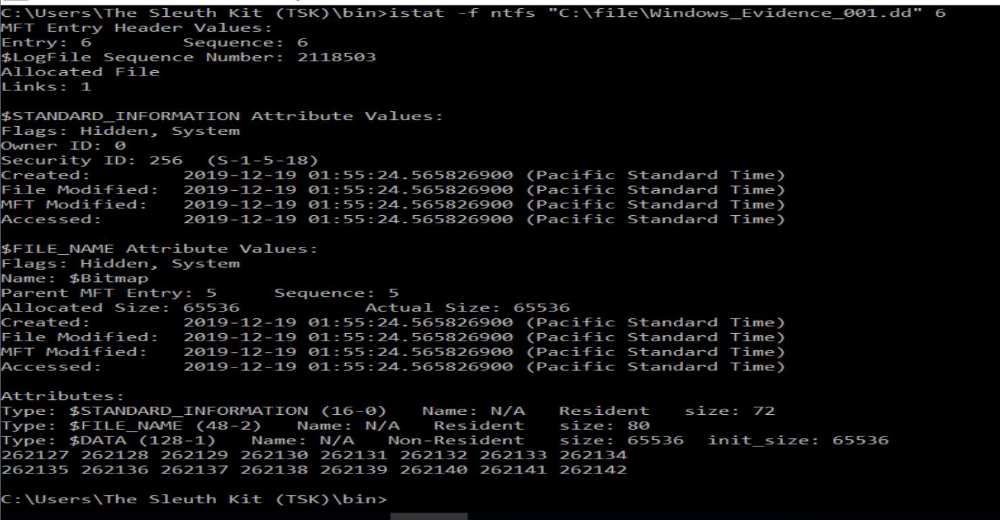 C:\Users\The Sleuth Kit (TSK)\bin>istat -f ntfs "C:\file\Windows_Evidence_001.dd" 6
MFT Entry Header Values:
Entry: 6        Sequence: 6
$LogFile Sequence Number: 2118503
Allocated File
Links: 1

$STANDARD_INFORMATION Attribute Values:
Flags: Hidden, System
Owner ID: 0
Security ID: 256  (S-1-5-18)
Created:        2019-12-19 01:55:24.565826900 (Pacific Standard Time)
File Modified:  2019-12-19 01:55:24.565826900 (Pacific Standard Time)
MFT Modified:   2019-12-19 01:55:24.565826900 (Pacific Standard Time)
Accessed:       2019-12-19 01:55:24.565826900 (Pacific Standard Time)

$FILE_NAME Attribute Values:
Flags: Hidden, System
Name: $Bitmap
Parent MFT Entry: 5     Sequence: 5
Allocated Size: 65536           Actual Size: 65536
Created:        2019-12-19 01:55:24.565826900 (Pacific Standard Time)
File Modified:  2019-12-19 01:55:24.565826900 (Pacific Standard Time)
MFT Modified:   2019-12-19 01:55:24.565826900 (Pacific Standard Time)
Accessed:       2019-12-19 01:55:24.565826900 (Pacific Standard Time)

Attributes:
Type: $STANDARD_INFORMATION (16-0)   Name: N/A   Resident   size: 72
Type: $FILE_NAME (48-2)   Name: N/A   Resident   size: 80
Type: $DATA (128-1)   Name: N/A   Non-Resident   size: 65536  init_size: 65536
262127 262128 262129 262130 262131 262132 262133 262134
262135 262136 262137 262138 262139 262140 262141 262142

C:\Users\The Sleuth Kit (TSK)\bin>